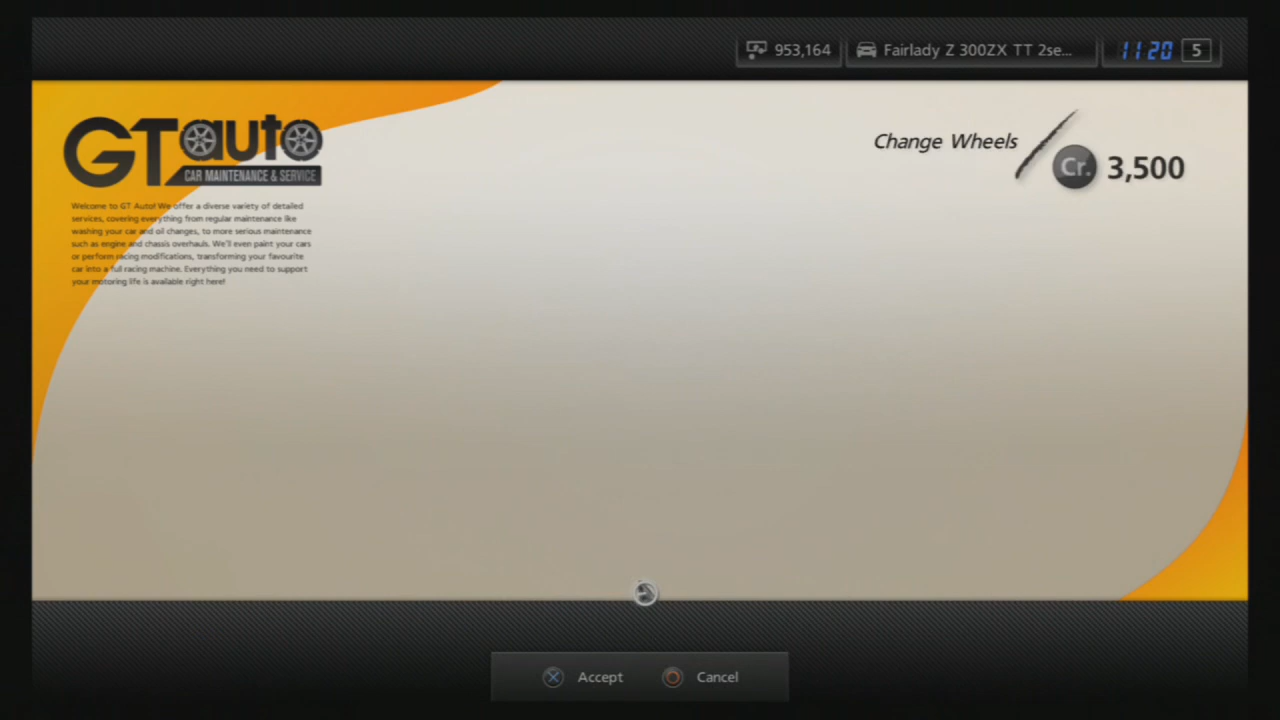 953,164
Fairlady Z 300ZX TT 2se...
11:20
5
GT auto
CAR MAINTENANCE & SERVICE
Welcome to GT Auto! We offer a diverse variety of detailed
services, covering everything from regular maintenance like
washing your car and oil changes, to more serious maintenance
such as engine and chassis overhauls. We'll even paint your cars
or perform racing modifications, transforming your favourite
car into a full racing machine. Everything you need to support
your motoring life is available right here!
Change Wheels
Cr. 3,500
Accept
Cancel